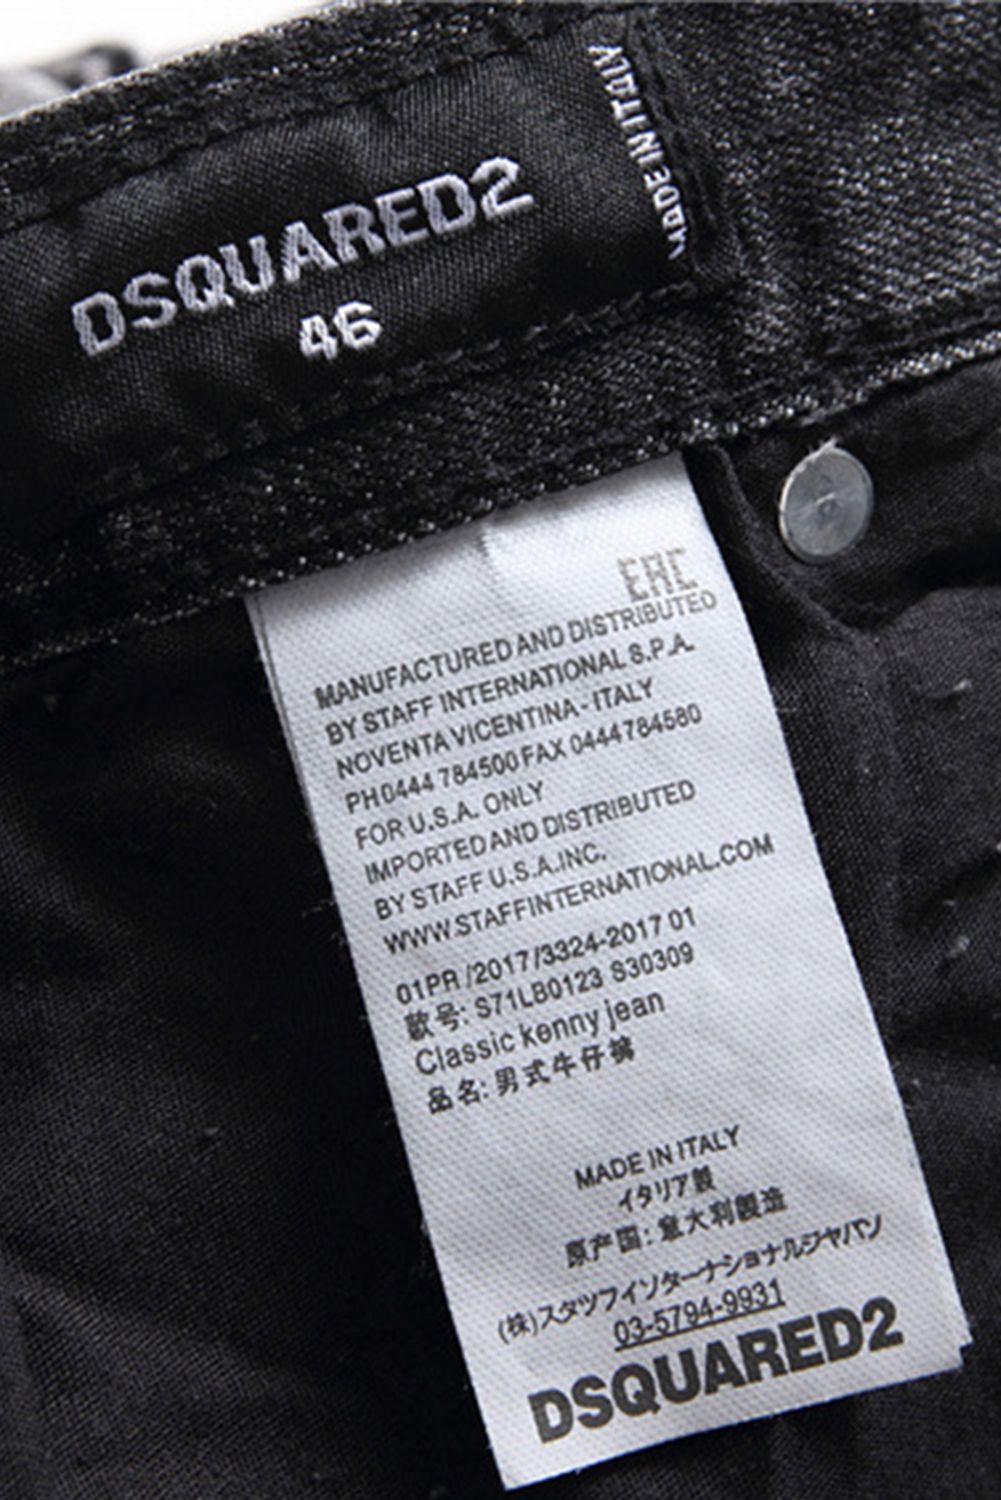 MADE IN ITALY
DSQUARED2
46
EAC
MANUFACTURED AND DISTRIBUTED
BY STAFF INTERNATIONAL S.P.A.
NOVENTA VICENTINA - ITALY
PH 0444 784500 FAX 0444 784580
FOR U.S.A. ONLY
IMPORTED AND DISTRIBUTED
BY STAFF U.S.A.INC.
WWW.STAFFINTERNATIONAL.COM
01PR /2017/3324-2017 01
款号: S71LB0123 S30309
Classic kenny jean
品名: 男式牛仔裤
MADE IN ITALY
イタリア製
原产国: 意大利製造
(株)スタッフインターナショナルジャパン
03-5794-9931
DSQUARED2